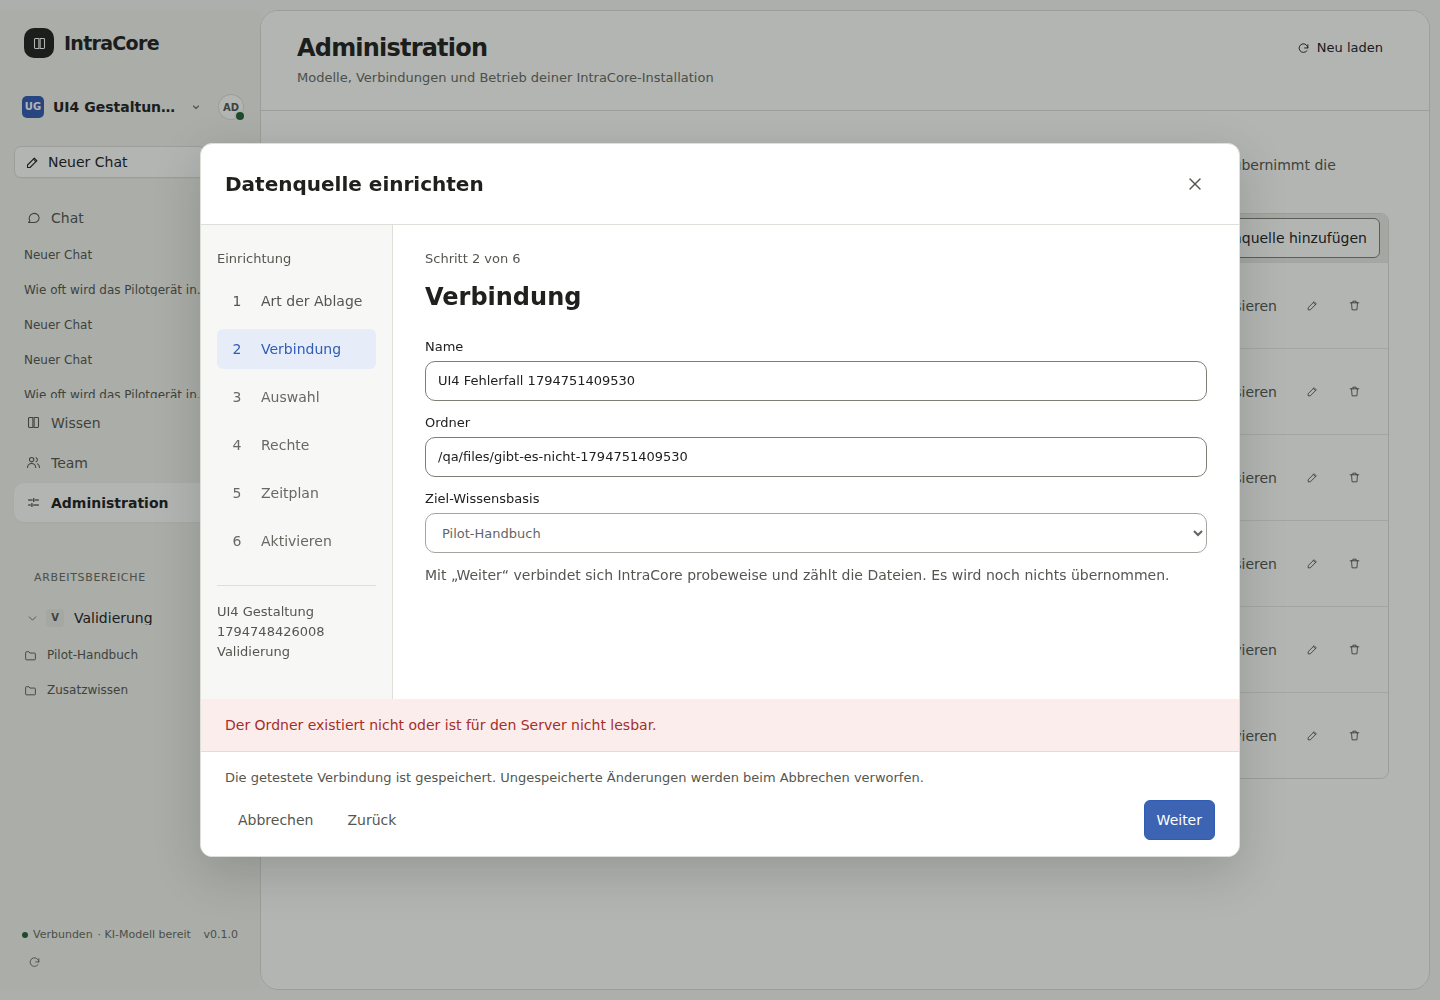 IntraCore
UG UI4 Gestaltun… AD
Neuer Chat
Chat
Neuer Chat
Wie oft wird das Pilotgerät in.
Neuer Chat
Neuer Chat
Wie oft wird das Pilotgerät in.
Wissen
Team
Administration
ARBEITSBEREICHE
V Validierung
Pilot-Handbuch
Zusatzwissen
Verbunden · KI-Modell bereit v0.1.0
Administration
Modelle, Verbindungen und Betrieb deiner IntraCore-Installation
Neu laden
bernimmt die
quelle hinzufügen
sieren
sieren
sieren
sieren
vieren
vieren
Datenquelle einrichten
Einrichtung
1 Art der Ablage
2 Verbindung
3 Auswahl
4 Rechte
5 Zeitplan
6 Aktivieren
UI4 Gestaltung
1794748426008
Validierung
Schritt 2 von 6
Verbindung
Name
UI4 Fehlerfall 1794751409530
Ordner
/qa/files/gibt-es-nicht-1794751409530
Ziel-Wissensbasis
Pilot-Handbuch
Mit „Weiter“ verbindet sich IntraCore probeweise und zählt die Dateien. Es wird noch nichts übernommen.
Der Ordner existiert nicht oder ist für den Server nicht lesbar.
Die getestete Verbindung ist gespeichert. Ungespeicherte Änderungen werden beim Abbrechen verworfen.
Abbrechen Zurück Weiter